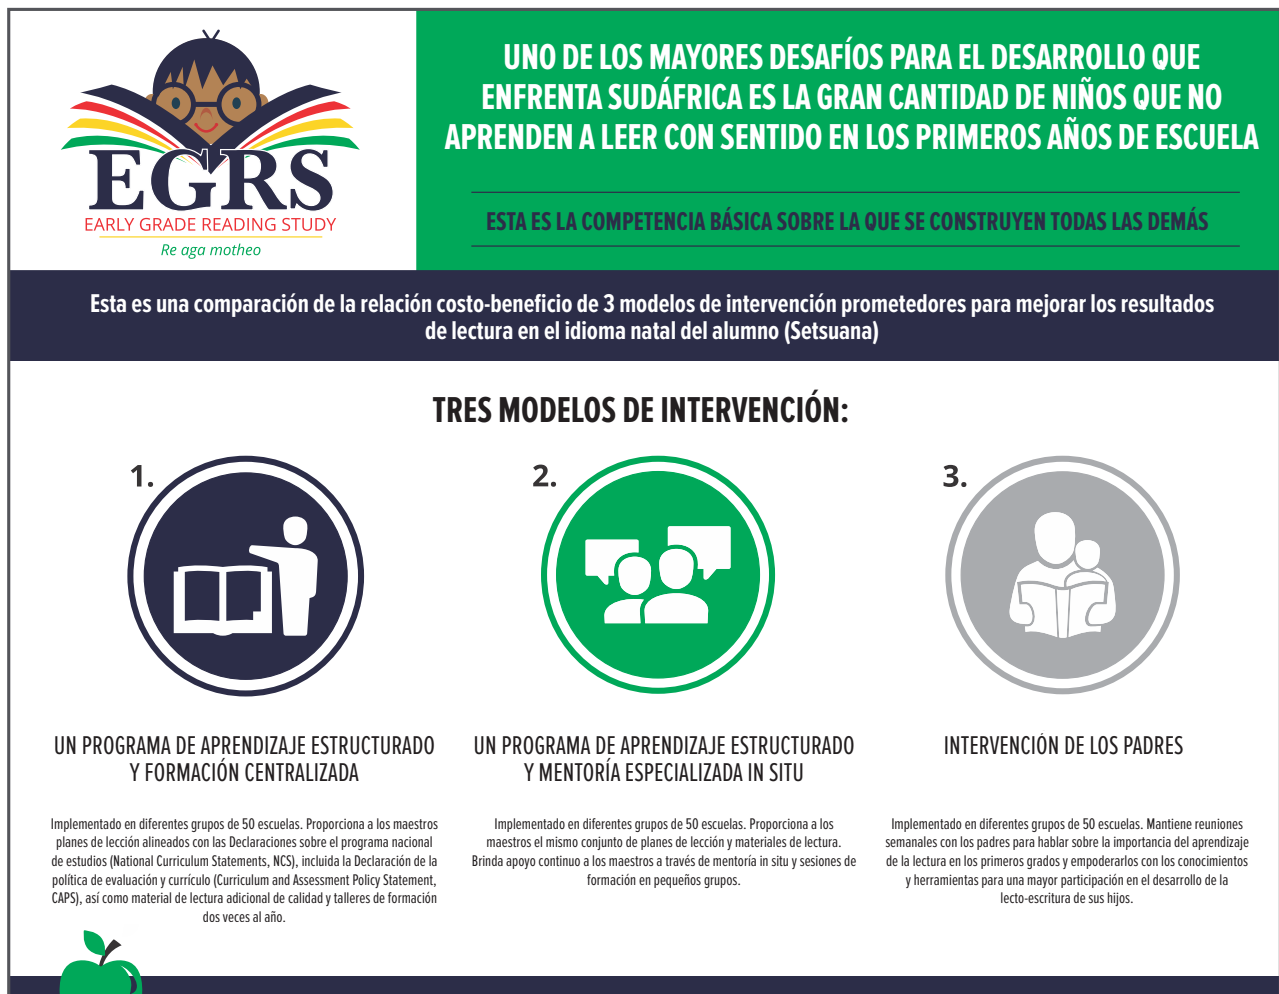 EGRS
EARLY GRADE READING STUDY
Re aga motheo
UNO DE LOS MAYORES DESAFÍOS PARA EL DESARROLLO QUE
ENFRENTA SUDÁFRICA ES LA GRAN CANTIDAD DE NIÑOS QUE NO
APRENDEN A LEER CON SENTIDO EN LOS PRIMEROS AÑOS DE ESCUELA
ESTA ES LA COMPETENCIA BÁSICA SOBRE LA QUE SE CONSTRUYEN TODAS LAS DEMÁS
Esta es una comparación de la relación costo-beneficio de 3 modelos de intervención prometedores para mejorar los resultados
de lectura en el idioma natal del alumno (Setsuana)
TRES MODELOS DE INTERVENCIÓN:
1.
UN PROGRAMA DE APRENDIZAJE ESTRUCTURADO
Y FORMACIÓN CENTRALIZADA
Implementado en diferentes grupos de 50 escuelas. Proporciona a los maestros
planes de lección alineados con las Declaraciones sobre el programa nacional
de estudios (National Curriculum Statements, NCS), incluida la Declaración de la
política de evaluación y currículo (Curriculum and Assessment Policy Statement,
CAPS), así como material de lectura adicional de calidad y talleres de formación
dos veces al año.
2.
UN PROGRAMA DE APRENDIZAJE ESTRUCTURADO
Y MENTORÍA ESPECIALIZADA IN SITU
Implementado en diferentes grupos de 50 escuelas. Proporciona a los
maestros el mismo conjunto de planes de lección y materiales de lectura.
Brinda apoyo continuo a los maestros a través de mentoría in situ y sesiones de
formación en pequeños grupos.
3.
INTERVENCIÓN DE LOS PADRES
Implementado en diferentes grupos de 50 escuelas. Mantiene reuniones
semanales con los padres para hablar sobre la importancia del aprendizaje
de la lectura en los primeros grados y empoderarlos con los conocimientos
y herramientas para una mayor participación en el desarrollo de la
lecto-escritura de sus hijos.